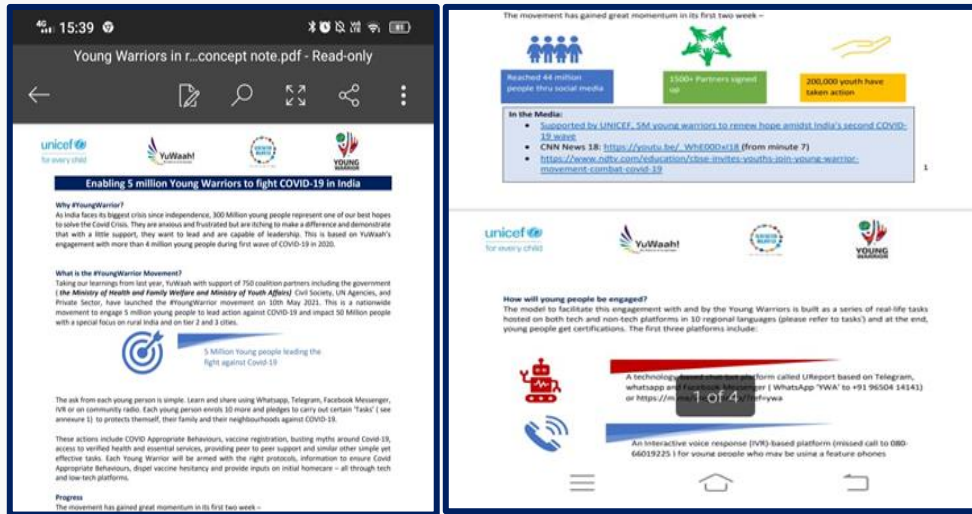 4G 15:39
81
Young Warriors in r...concept note.pdf - Read-only
unicef
for every child
YuWaah!
YOUNG
WARRIOR
Enabling 5 million Young Warriors to fight COVID-19 in India
Why #YoungWarrior?
As India faces its biggest crisis since independence, 300 Million young people represent one of our best hopes
to solve the Covid Crisis. They are anxious and frustrated but are itching to make a difference and demonstrate
that with a little support, they want to lead and are capable of leadership. This is based on YuWaah's
engagement with more than 4 million young people during first wave of COVID-19 in 2020.
What is the #YoungWarrior Movement?
Taking our learnings from last year, YuWaah with support of 750 coalition partners including the government
( the Ministry of Health and Family Welfare and Ministry of Youth Affairs) Civil Society, UN Agencies, and
Private Sector, have launched the #YoungWarrior movement on 10th May 2021. This is a nationwide
movement to engage 5 million young people to lead action against COVID-19 and impact 50 Million people
with a special focus on rural India and on tier 2 and 3 cities.
5 Million Young people leading the
fight against Covid-19
The ask from each young person is simple. Learn and share using Whatsapp, Telegram, Facebook Messenger,
IVR or on community radio. Each young person enrols 10 more and pledges to carry out certain 'Tasks' ( see
annexure 1) to protects themself, their family and their neighbourhoods against COVID-19.
These actions include COVID Appropriate Behaviours, vaccine registration, busting myths around Covid-19,
access to verified health and essential services, providing peer to peer support and similar other simple yet
effective tasks. Each Young Warrior will be armed with the right protocols, information to ensure Covid
Appropriate Behaviours, dispel vaccine hesitancy and provide inputs on initial homecare – all through tech
and low-tech platforms.
Progress
The movement has gained great momentum in its first two week –
The movement has gained great momentum in its first two week –
Reached 44 million
people thru social media
1500+ Partners signed
up
200,000 youth have
taken action
In the Media:
• Supported by UNICEF, 5M young warriors to renew hope amidst India's second COVID-
19 wave
• CNN News 18: https://youtu.be/_WhE00DxI18 (from minute 7)
• https://www.ndtv.com/education/cbse-invites-youths-join-young-warrior-
movement-combat-covid-19
1
unicef
for every child
YuWaah!
YOUNG
WARRIOR
How will young people be engaged?
The model to facilitate this engagement with and by the Young Warriors is built as a series of real-life tasks
hosted on both tech and non-tech platforms in 10 regional languages (please refer to tasks') and at the end,
young people get certifications. The first three platforms include:
A technology platform called UReport based on Telegram,
whatsapp and Facebook Messenger ( WhatsApp 'YWA' to +91 96504 14141)
or https://m.
1 of 4
An Interactive voice response (IVR)-based platform (missed call to 080-
66019225 ) for young people who may be using a feature phones